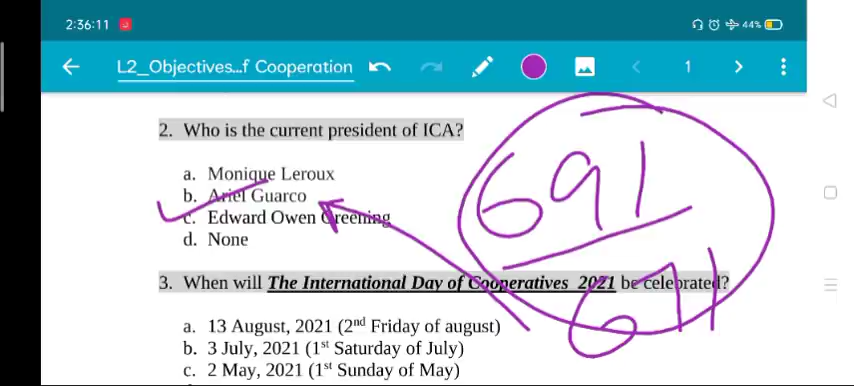 2:36:11 44%
L2_Objectives...f Cooperation 1
2. Who is the current president of ICA?
a. Monique Leroux
b. Ariel Guarco
c. Edward Owen Greening
d. None
691
671
3. When will The International Day of Cooperatives 2021 be celebrated?
a. 13 August, 2021 (2nd Friday of august)
b. 3 July, 2021 (1st Saturday of July)
c. 2 May, 2021 (1st Sunday of May)